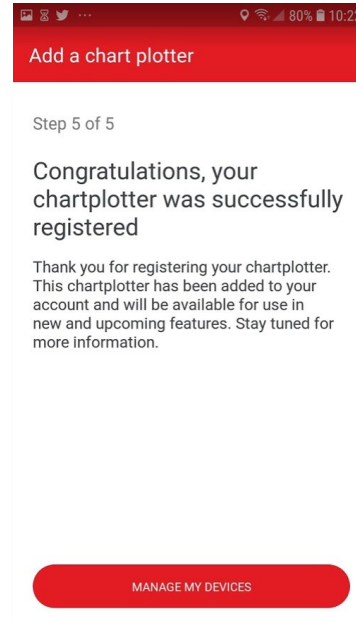 80% 10:22
Add a chart plotter
Step 5 of 5
Congratulations, your
chartplotter was successfully
registered
Thank you for registering your chartplotter.
This chartplotter has been added to your
account and will be available for use in
new and upcoming features. Stay tuned for
more information.
MANAGE MY DEVICES